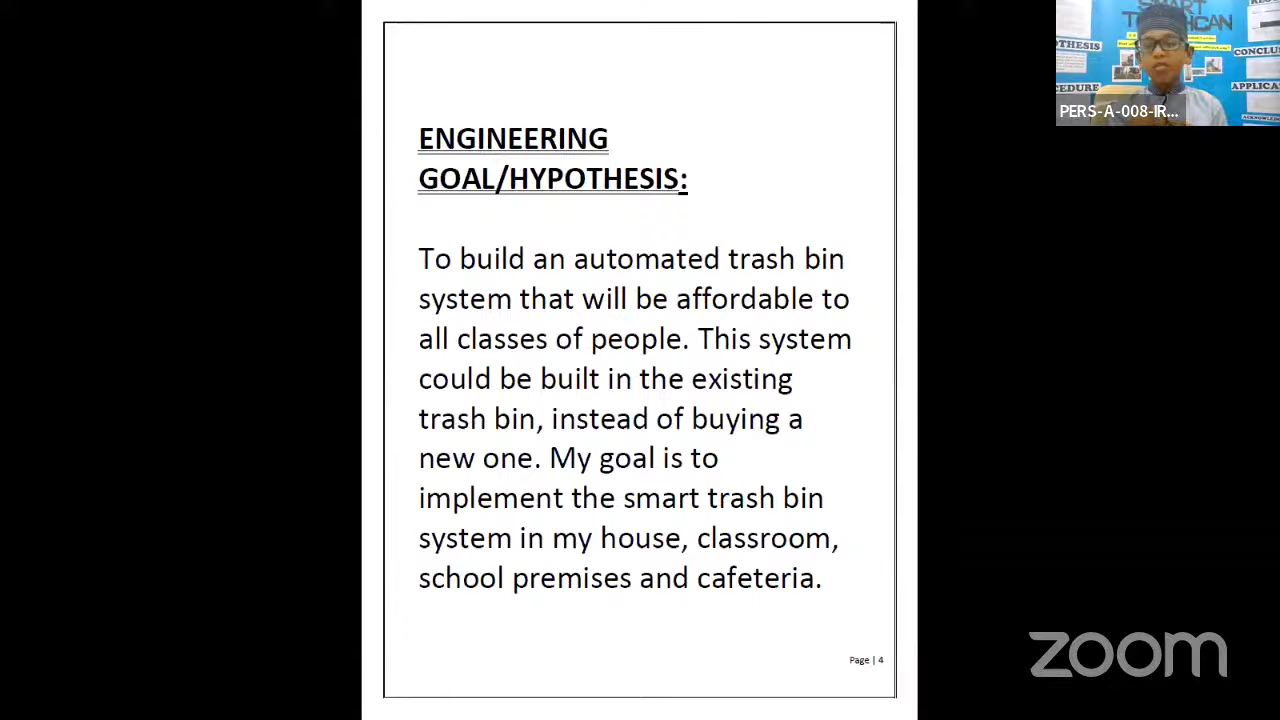 ENGINEERING
GOAL/HYPOTHESIS:
To build an automated trash bin
system that will be affordable to
all classes of people. This system
could be built in the existing
trash bin, instead of buying a
new one. My goal is to
implement the smart trash bin
system in my house, classroom,
school premises and cafeteria.
Page | 4
SMART
PERS-A-008-IR...
zoom